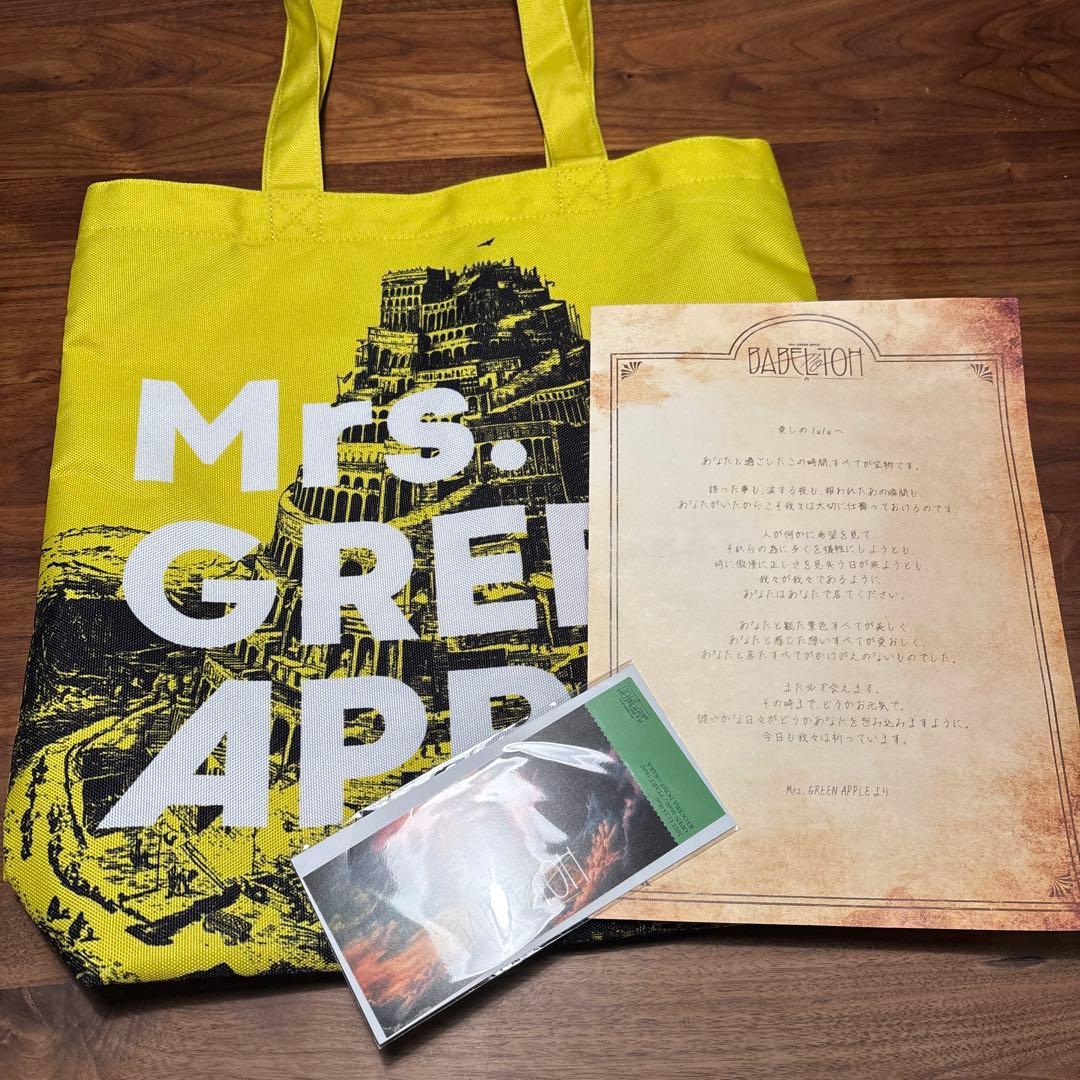 Mrs.
GREE
APP
MRS. GREEN APPLE
BABEL no TOH
愛しのluluへ
あなたと過ごしたこの時間、すべてが宝物です。
語った事も、涙する夜も、報われたあの瞬間も
あなたがいたからこそ我々は大切に仕舞っておけるのです
人が何かに希望を見て、
それらの為に多くを犠牲にしようとも、
時に傲慢に正しさを見失う日が来ようとも、
我々が我々であるように、
あなたはあなたで居てください。
あなたと観た景色すべてが美しく
あなたと感じた想いすべてが愛おしく
あなたと居たすべてがかけがえのないものでした。
また必ず会えます。
その時まで、どうかお元気で。
健やかな日々がどうかあなたを包み込みますように。
今日も我々は祈っています。
Mrs. GREEN APPLEより
BABEL no TOH
KYOCERA DOME OSAKA
BABEL no TOH